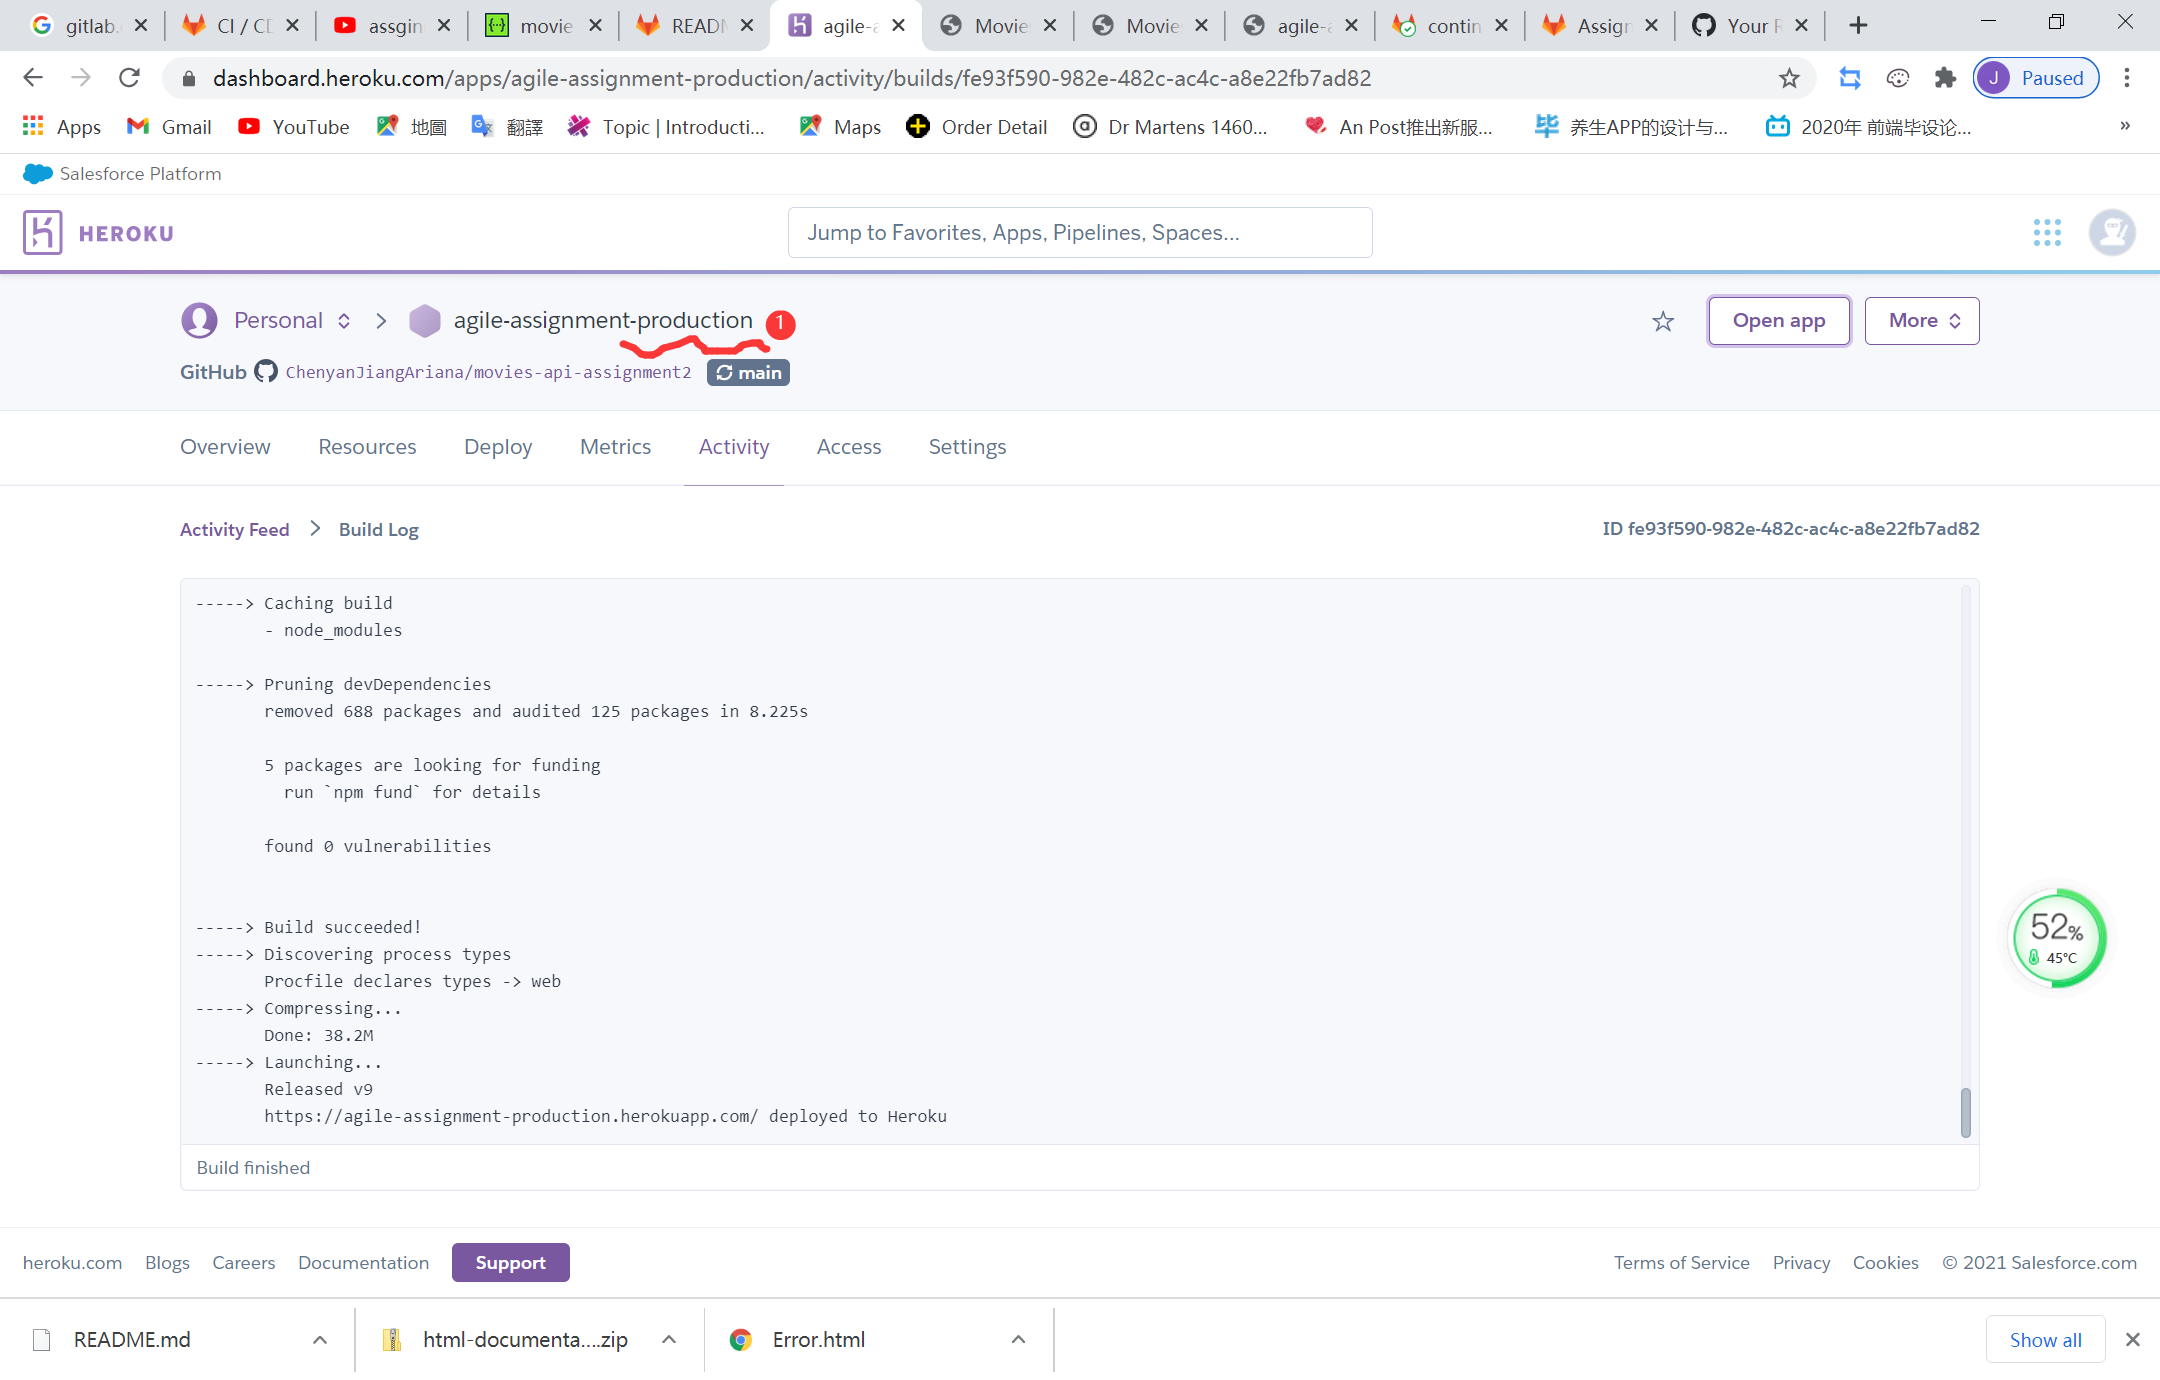 gitlab. CI / CD assgin movie READ agile-a Movie Movie agile-a contin Assign Your R
dashboard.heroku.com/apps/agile-assignment-production/activity/builds/fe93f590-982e-482c-ac4c-a8e22fb7ad82 J Paused
Apps Gmail YouTube 地圖 翻譯 Topic | Introducti... Maps Order Detail Dr Martens 1460... An Post推出新服... 养生APP的设计与... 2020年 前端毕设论... »
Salesforce Platform
HEROKU Jump to Favorites, Apps, Pipelines, Spaces...
Personal agile-assignment-production 1 Open app More
GitHub ChenyanJiangAriana/movies-api-assignment2 main
Overview Resources Deploy Metrics Activity Access Settings
Activity Feed > Build Log ID fe93f590-982e-482c-ac4c-a8e22fb7ad82
-----> Caching build
- node_modules
-----> Pruning devDependencies
removed 688 packages and audited 125 packages in 8.225s
5 packages are looking for funding
run `npm fund` for details
found 0 vulnerabilities
-----> Build succeeded!
-----> Discovering process types
Procfile declares types -> web
-----> Compressing...
Done: 38.2M
-----> Launching...
Released v9
https://agile-assignment-production.herokuapp.com/ deployed to Heroku
52%
45°C
Build finished
heroku.com Blogs Careers Documentation Support Terms of Service Privacy Cookies © 2021 Salesforce.com
README.md html-documenta....zip Error.html Show all